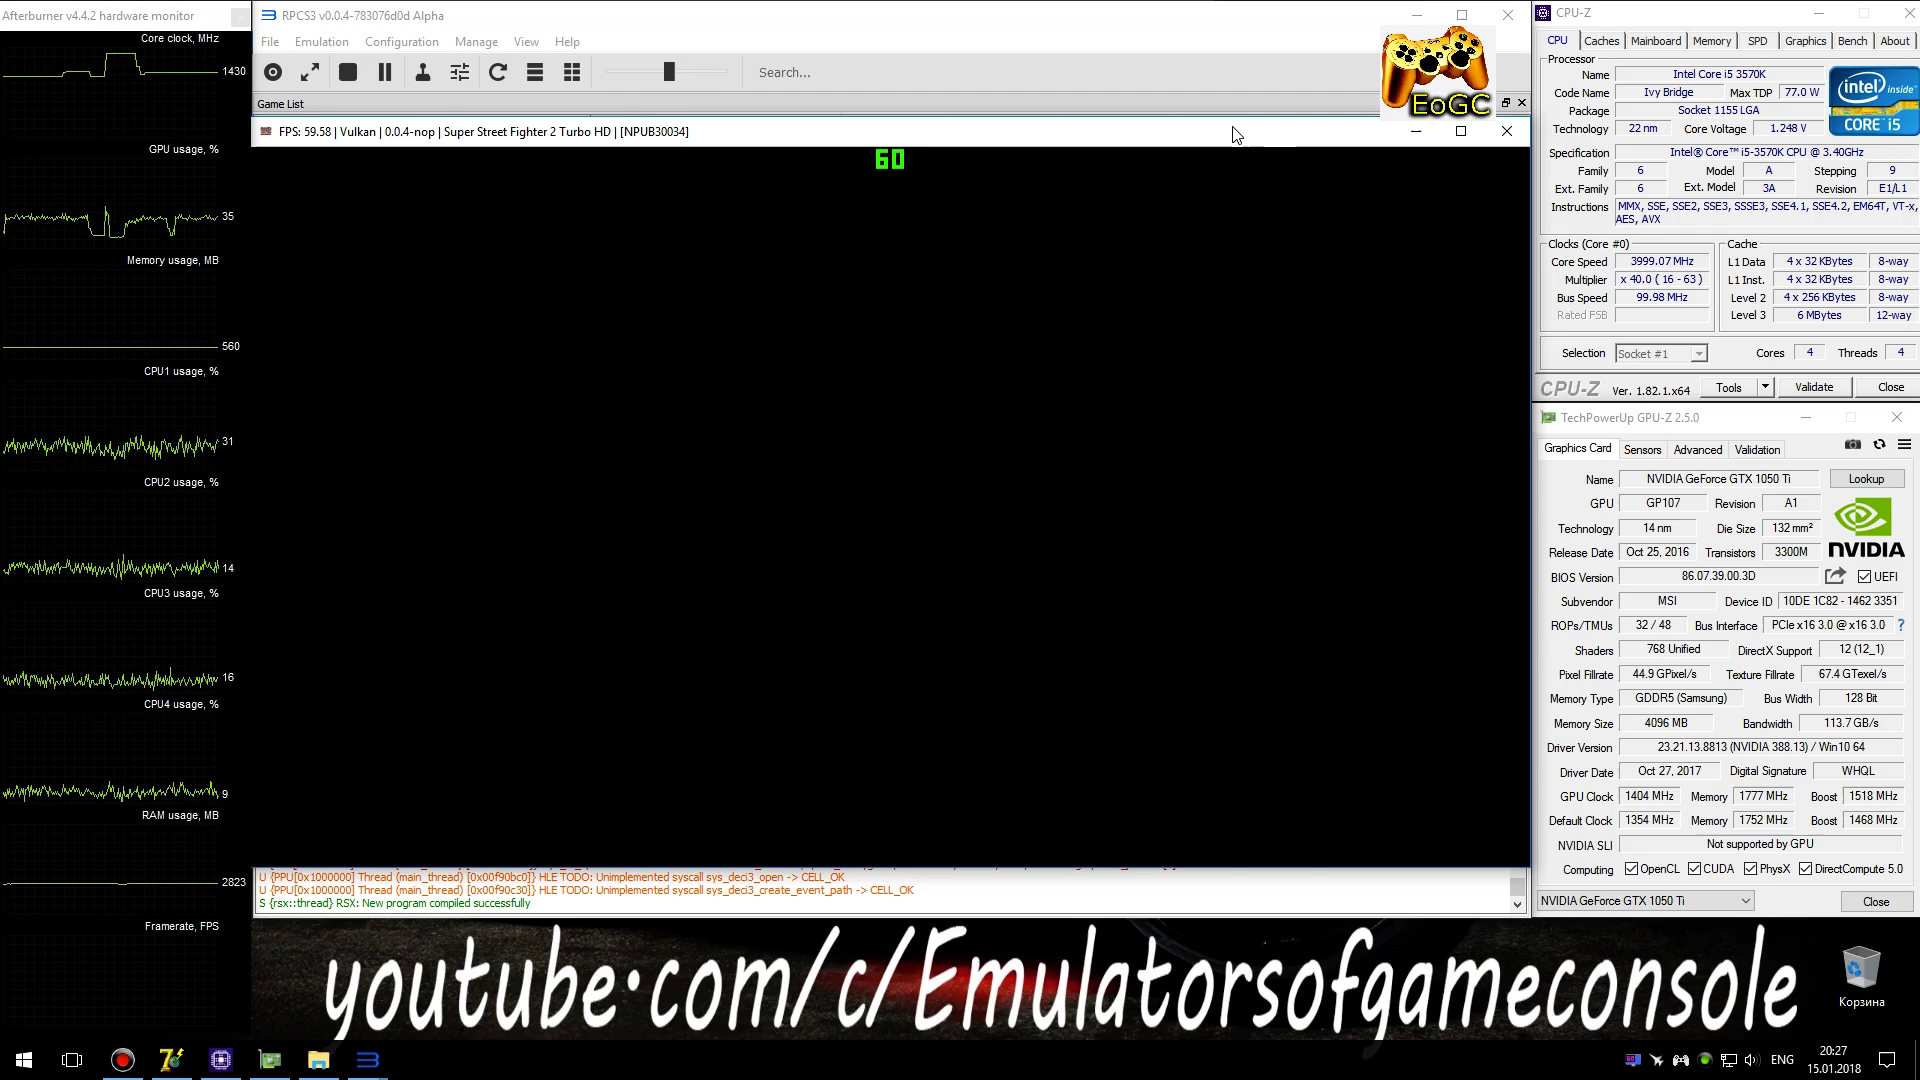 Afterburner v4.4.2 hardware monitor
Core clock, MHz
1430
GPU usage, %
35
Memory usage, MB
560
CPU1 usage, %
31
CPU2 usage, %
14
CPU3 usage, %
16
CPU4 usage, %
9
RAM usage, MB
2823
Framerate, FPS
RPCS3 v0.0.4-783076d0d Alpha
File Emulation Configuration Manage View Help
Search...
EoGC
Game List
FPS: 59.58 | Vulkan | 0.0.4-nop | Super Street Fighter 2 Turbo HD | [NPUB30034]
60
U {PPU[0x1000000] Thread (main_thread) [0x00f90bc0]} HLE TODO: Unimplemented syscall sys_deci3_open -> CELL_OK
U {PPU[0x1000000] Thread (main_thread) [0x00f90c30]} HLE TODO: Unimplemented syscall sys_deci3_create_event_path -> CELL_OK
S {rsx::thread} RSX: New program compiled successfully
CPU-Z
CPU Caches Mainboard Memory SPD Graphics Bench About
Processor
Name Intel Core i5 3570K
Code Name Ivy Bridge Max TDP 77.0 W
Package Socket 1155 LGA
Technology 22 nm Core Voltage 1.248 V
intel inside
CORE i5
Specification Intel® Core™ i5-3570K CPU @ 3.40GHz
Family 6 Model A Stepping 9
Ext. Family 6 Ext. Model 3A Revision E1/L1
Instructions MMX, SSE, SSE2, SSE3, SSSE3, SSE4.1, SSE4.2, EM64T, VT-x,
AES, AVX
Clocks (Core #0) Cache
Core Speed 3999.07 MHz L1 Data 4 x 32 KBytes 8-way
Multiplier x 40.0 ( 16 - 63 ) L1 Inst. 4 x 32 KBytes 8-way
Bus Speed 99.98 MHz Level 2 4 x 256 KBytes 8-way
Rated FSB Level 3 6 MBytes 12-way
Selection Socket #1 Cores 4 Threads 4
CPU-Z Ver. 1.82.1.x64 Tools Validate Close
TechPowerUp GPU-Z 2.5.0
Graphics Card Sensors Advanced Validation
Name NVIDIA GeForce GTX 1050 Ti Lookup
GPU GP107 Revision A1
Technology 14 nm Die Size 132 mm²
Release Date Oct 25, 2016 Transistors 3300M
NVIDIA
BIOS Version 86.07.39.00.3D UEFI
Subvendor MSI Device ID 10DE 1C82 - 1462 3351
ROPs/TMUs 32 / 48 Bus Interface PCIe x16 3.0 @ x16 3.0 ?
Shaders 768 Unified DirectX Support 12 (12_1)
Pixel Fillrate 44.9 GPixel/s Texture Fillrate 67.4 GTexel/s
Memory Type GDDR5 (Samsung) Bus Width 128 Bit
Memory Size 4096 MB Bandwidth 113.7 GB/s
Driver Version 23.21.13.8813 (NVIDIA 388.13) / Win10 64
Driver Date Oct 27, 2017 Digital Signature WHQL
GPU Clock 1404 MHz Memory 1777 MHz Boost 1518 MHz
Default Clock 1354 MHz Memory 1752 MHz Boost 1468 MHz
NVIDIA SLI Not supported by GPU
Computing OpenCL CUDA PhysX DirectCompute 5.0
NVIDIA GeForce GTX 1050 Ti Close
youtube.com/c/Emulatorsofgameconsole
Корзина
ENG
20:27
15.01.2018